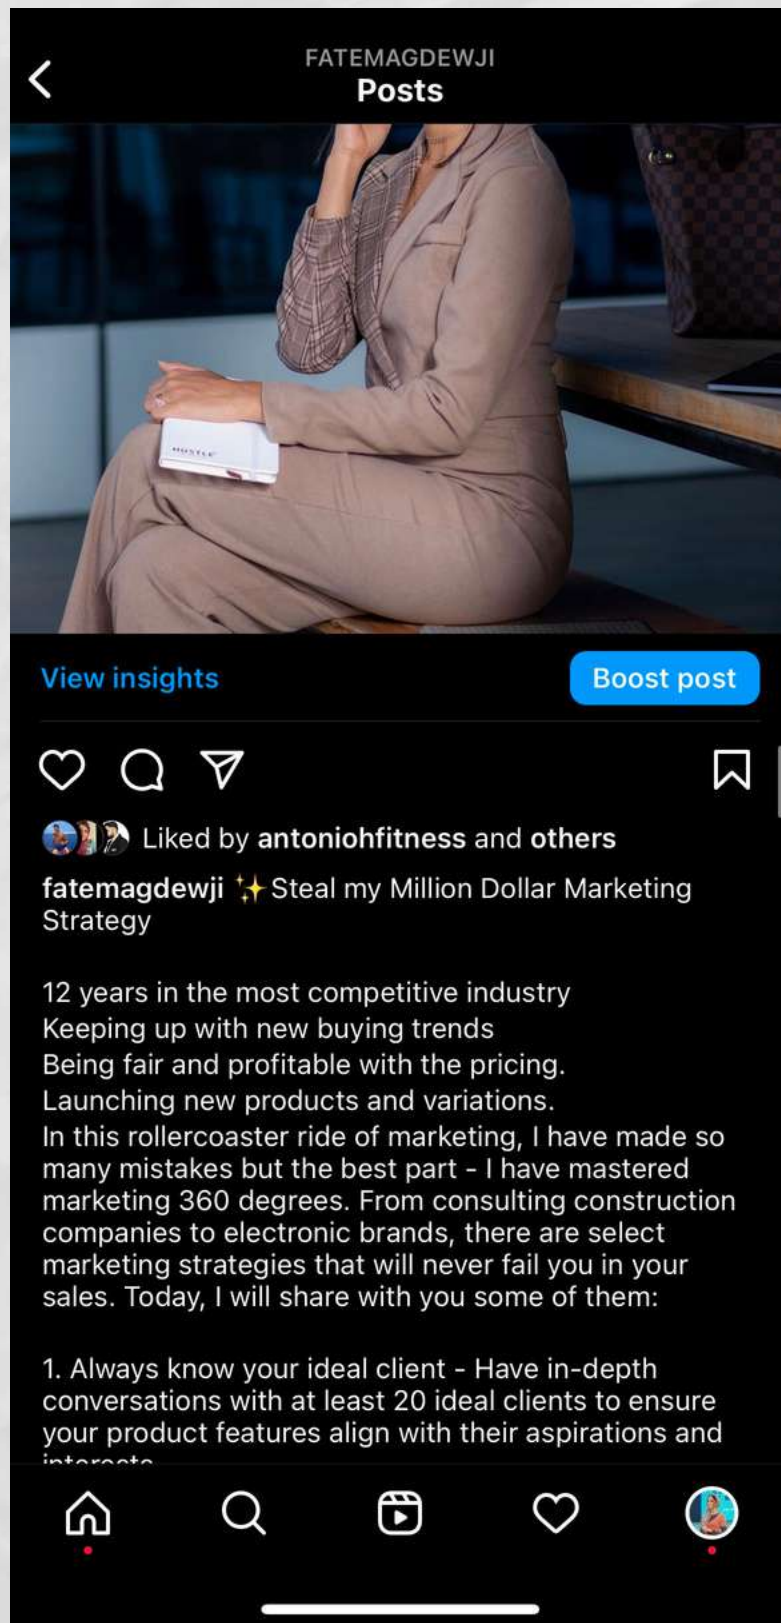 FATEMAGDEWJI
Posts
HUSTLE
View insights
Boost post
Liked by antoniohfitness and others
fatemagdewji ✨Steal my Million Dollar Marketing
Strategy
12 years in the most competitive industry
Keeping up with new buying trends
Being fair and profitable with the pricing.
Launching new products and variations.
In this rollercoaster ride of marketing, I have made so
many mistakes but the best part - I have mastered
marketing 360 degrees. From consulting construction
companies to electronic brands, there are select
marketing strategies that will never fail you in your
sales. Today, I will share with you some of them:
1. Always know your ideal client - Have in-depth
conversations with at least 20 ideal clients to ensure
your product features align with their aspirations and
interests